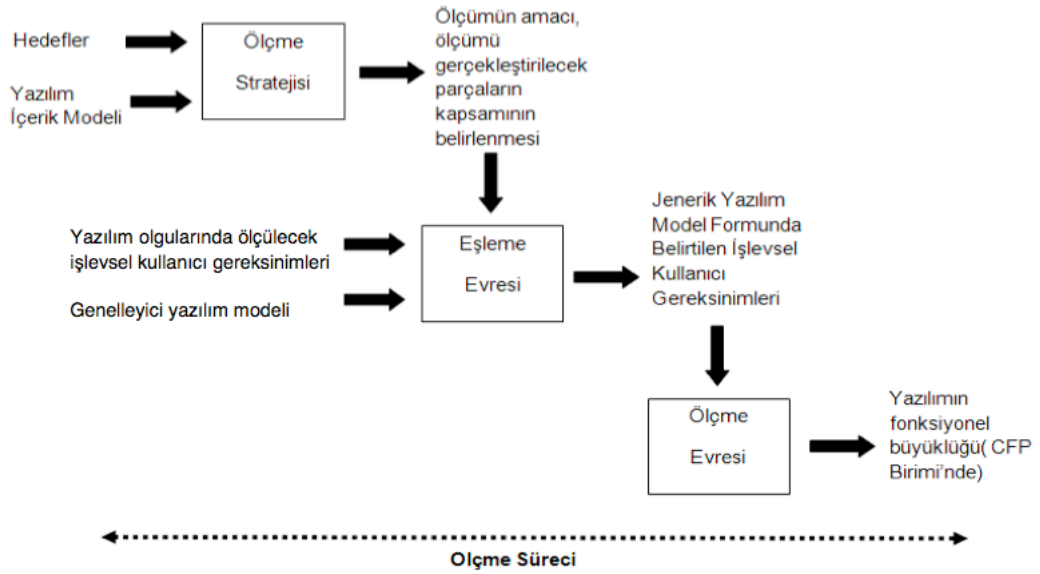 Hedefler
Yazılım
İçerik Modeli
Ölçme
Stratejisi
Ölçümün amacı,
ölçümü
gerçekleştirilecek
parçaların
kapsamının
belirlenmesi
Yazılım olgularında ölçülecek
işlevsel kullanıcı gereksinimleri
Genelleyici yazılım modeli
Eşleme
Evresi
Jenerik Yazılım
Model Formunda
Belirtilen İşlevsel
Kullanıcı
Gereksinimleri
Ölçme
Evresi
Yazılımın
fonksiyonel
büyüklüğü( CFP
Birimi'nde)
Olçme Süreci